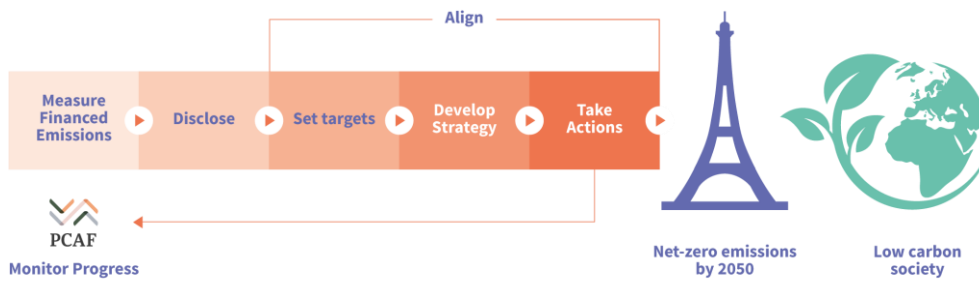 Align
Measure
Financed
Emissions
Disclose
Set targets
Develop
Strategy
Take
Actions
PCAF
Monitor Progress
Net-zero emissions
by 2050
Low carbon
society